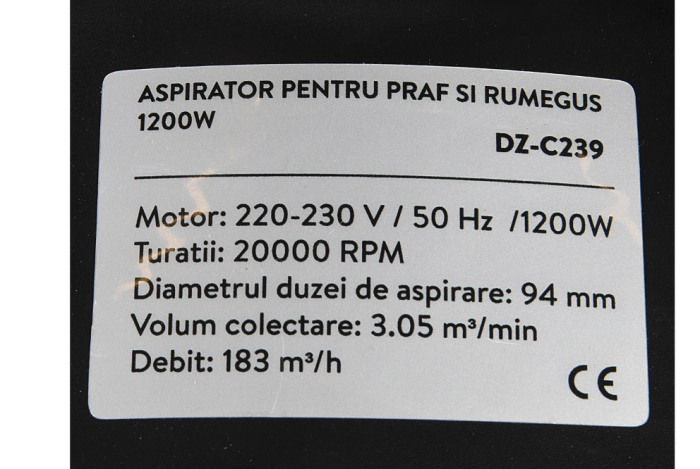 ASPIRATOR PENTRU PRAF SI RUMEGUS
1200W
DZ-C239
Motor: 220-230 V / 50 Hz /1200W
Turatii: 20000 RPM
Diametrul duzei de aspirare: 94 mm
Volum colectare: 3.05 m³/min
Debit: 183 m³/h
CE